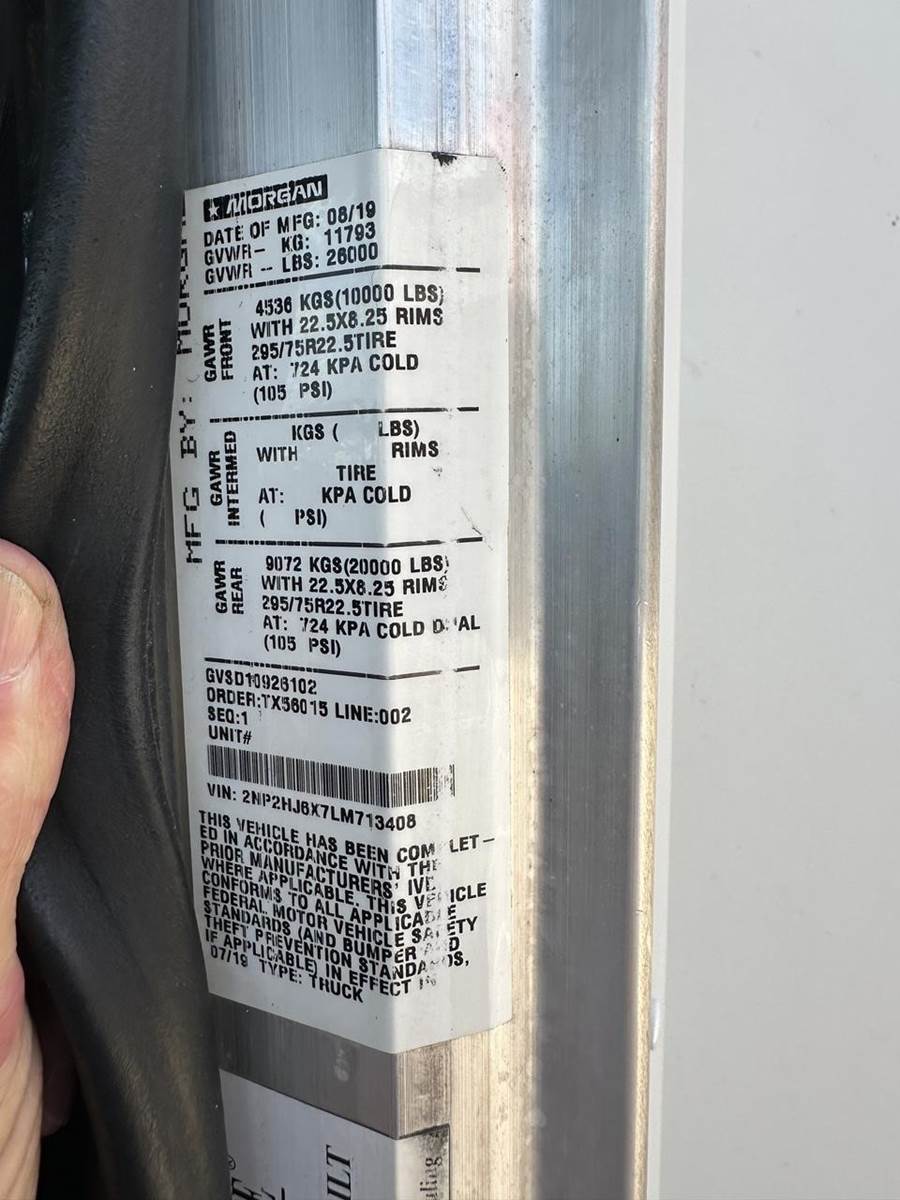 MORGAN
DATE OF MFG: 08/19
GVWR- KG: 11793
GVWR -- LBS: 26000
MFG BY: MORGAN
GAWR
FRONT
4536 KGS(10000 LBS)
WITH 22.5X8.25 RIMS
295/75R22.5TIRE
AT: 724 KPA COLD
(105 PSI)
GAWR
INTERMED
KGS ( LBS)
WITH RIMS
TIRE
AT: KPA COLD
( PSI)
GAWR
REAR
9072 KGS(20000 LBS)
WITH 22.5X8.25 RIMS
295/75R22.5TIRE
AT: 724 KPA COLD DUAL
(105 PSI)
GVSD10926102
ORDER:TX56015 LINE:002
SEQ:1
UNIT#
VIN: 2NP2HJ6X7LM713408
THIS VEHICLE HAS BEEN COMPLET-
ED IN ACCORDANCE WITH THE
PRIOR MANUFACTURERS' IVD
WHERE APPLICABLE. THIS VEHICLE
CONFORMS TO ALL APPLICABLE
FEDERAL MOTOR VEHICLE SAFETY
STANDARDS (AND BUMPER AND
THEFT PREVENTION STANDARDS,
IF APPLICABLE) IN EFFECT IN
07/19 TYPE: TRUCK